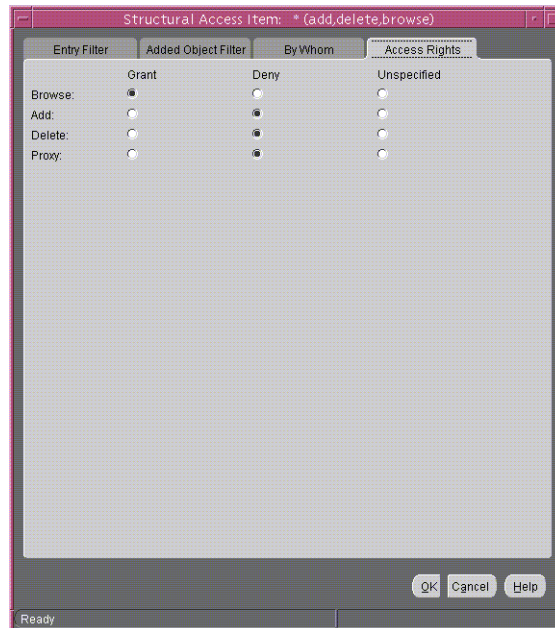 Structural Access Item: * (add,delete,browse)
Entry Filter Added Object Filter By Whom Access Rights
Grant Deny Unspecified
Browse:
Add:
Delete:
Proxy:
OK Cancel Help
Ready